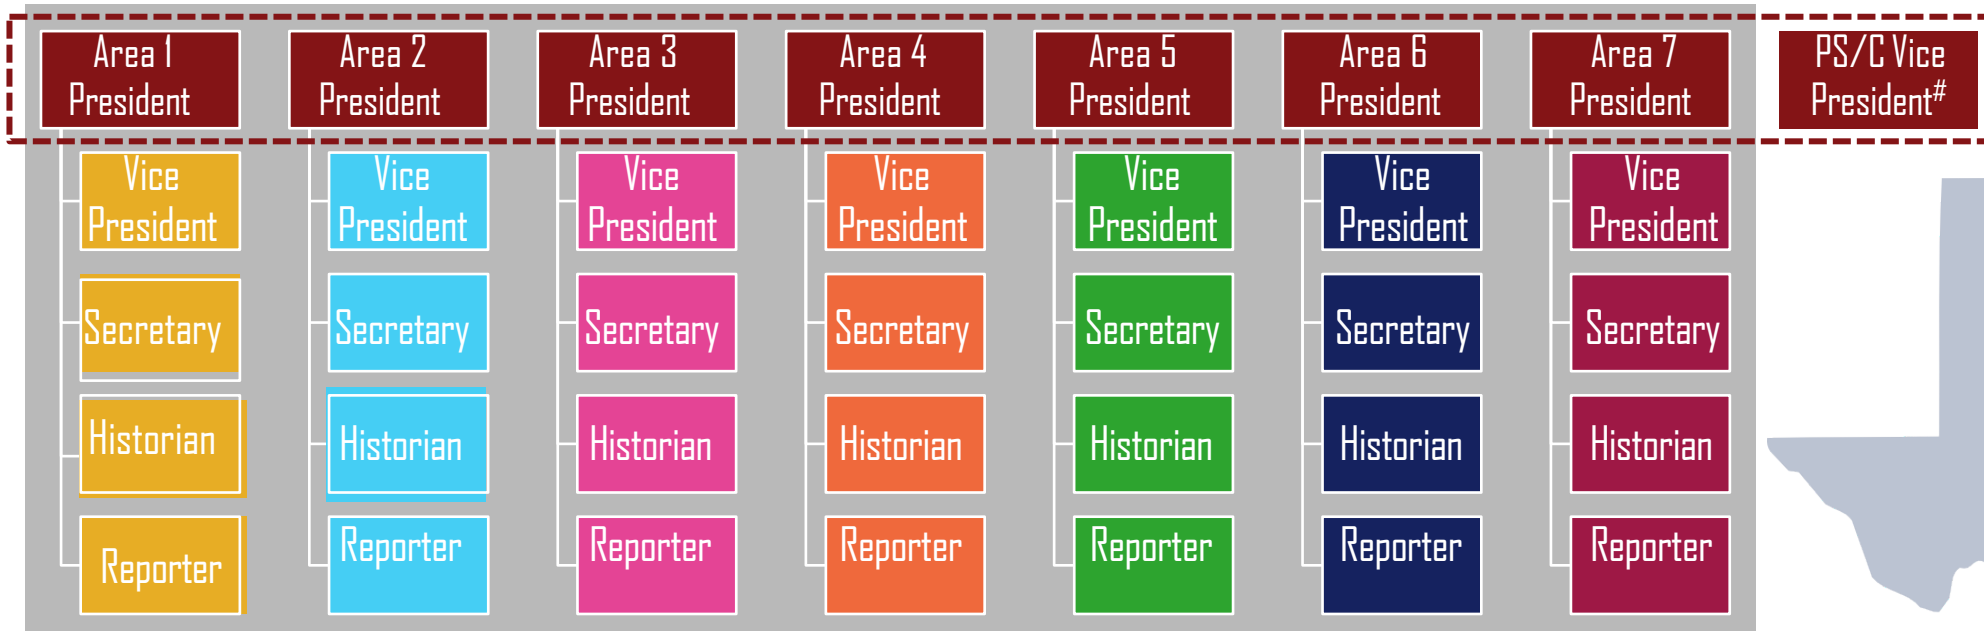 Area 1
President
Area 2
President
Area 3
President
Area 4
President
Area 5
President
Area 6
President
Area 7
President
PS/C Vice
President#
Vice
President
Vice
President
Vice
President
Vice
President
Vice
President
Vice
President
Vice
President
Secretary
Secretary
Secretary
Secretary
Secretary
Secretary
Secretary
Historian
Historian
Historian
Historian
Historian
Historian
Historian
Reporter
Reporter
Reporter
Reporter
Reporter
Reporter
Reporter